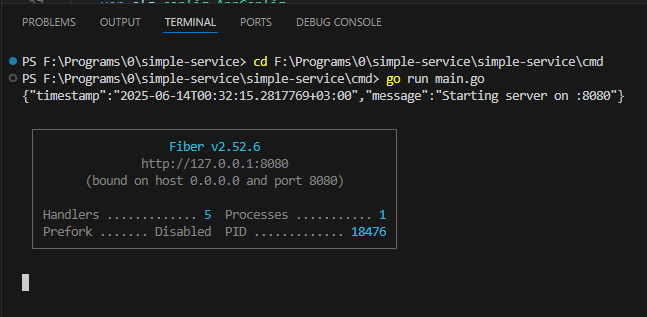 PROBLEMS OUTPUT TERMINAL PORTS DEBUG CONSOLE
PS F:\Programs\0\simple-service> cd F:\Programs\0\simple-service\simple-service\cmd
PS F:\Programs\0\simple-service\simple-service\cmd> go run main.go
{"timestamp":"2025-06-14T00:32:15.2817769+03:00","message":"Starting server on :8080"}
Fiber v2.52.6
http://127.0.0.1:8080
(bound on host 0.0.0.0 and port 8080)
Handlers ............. 5 Processes ........... 1
Prefork ....... Disabled PID ............. 18476